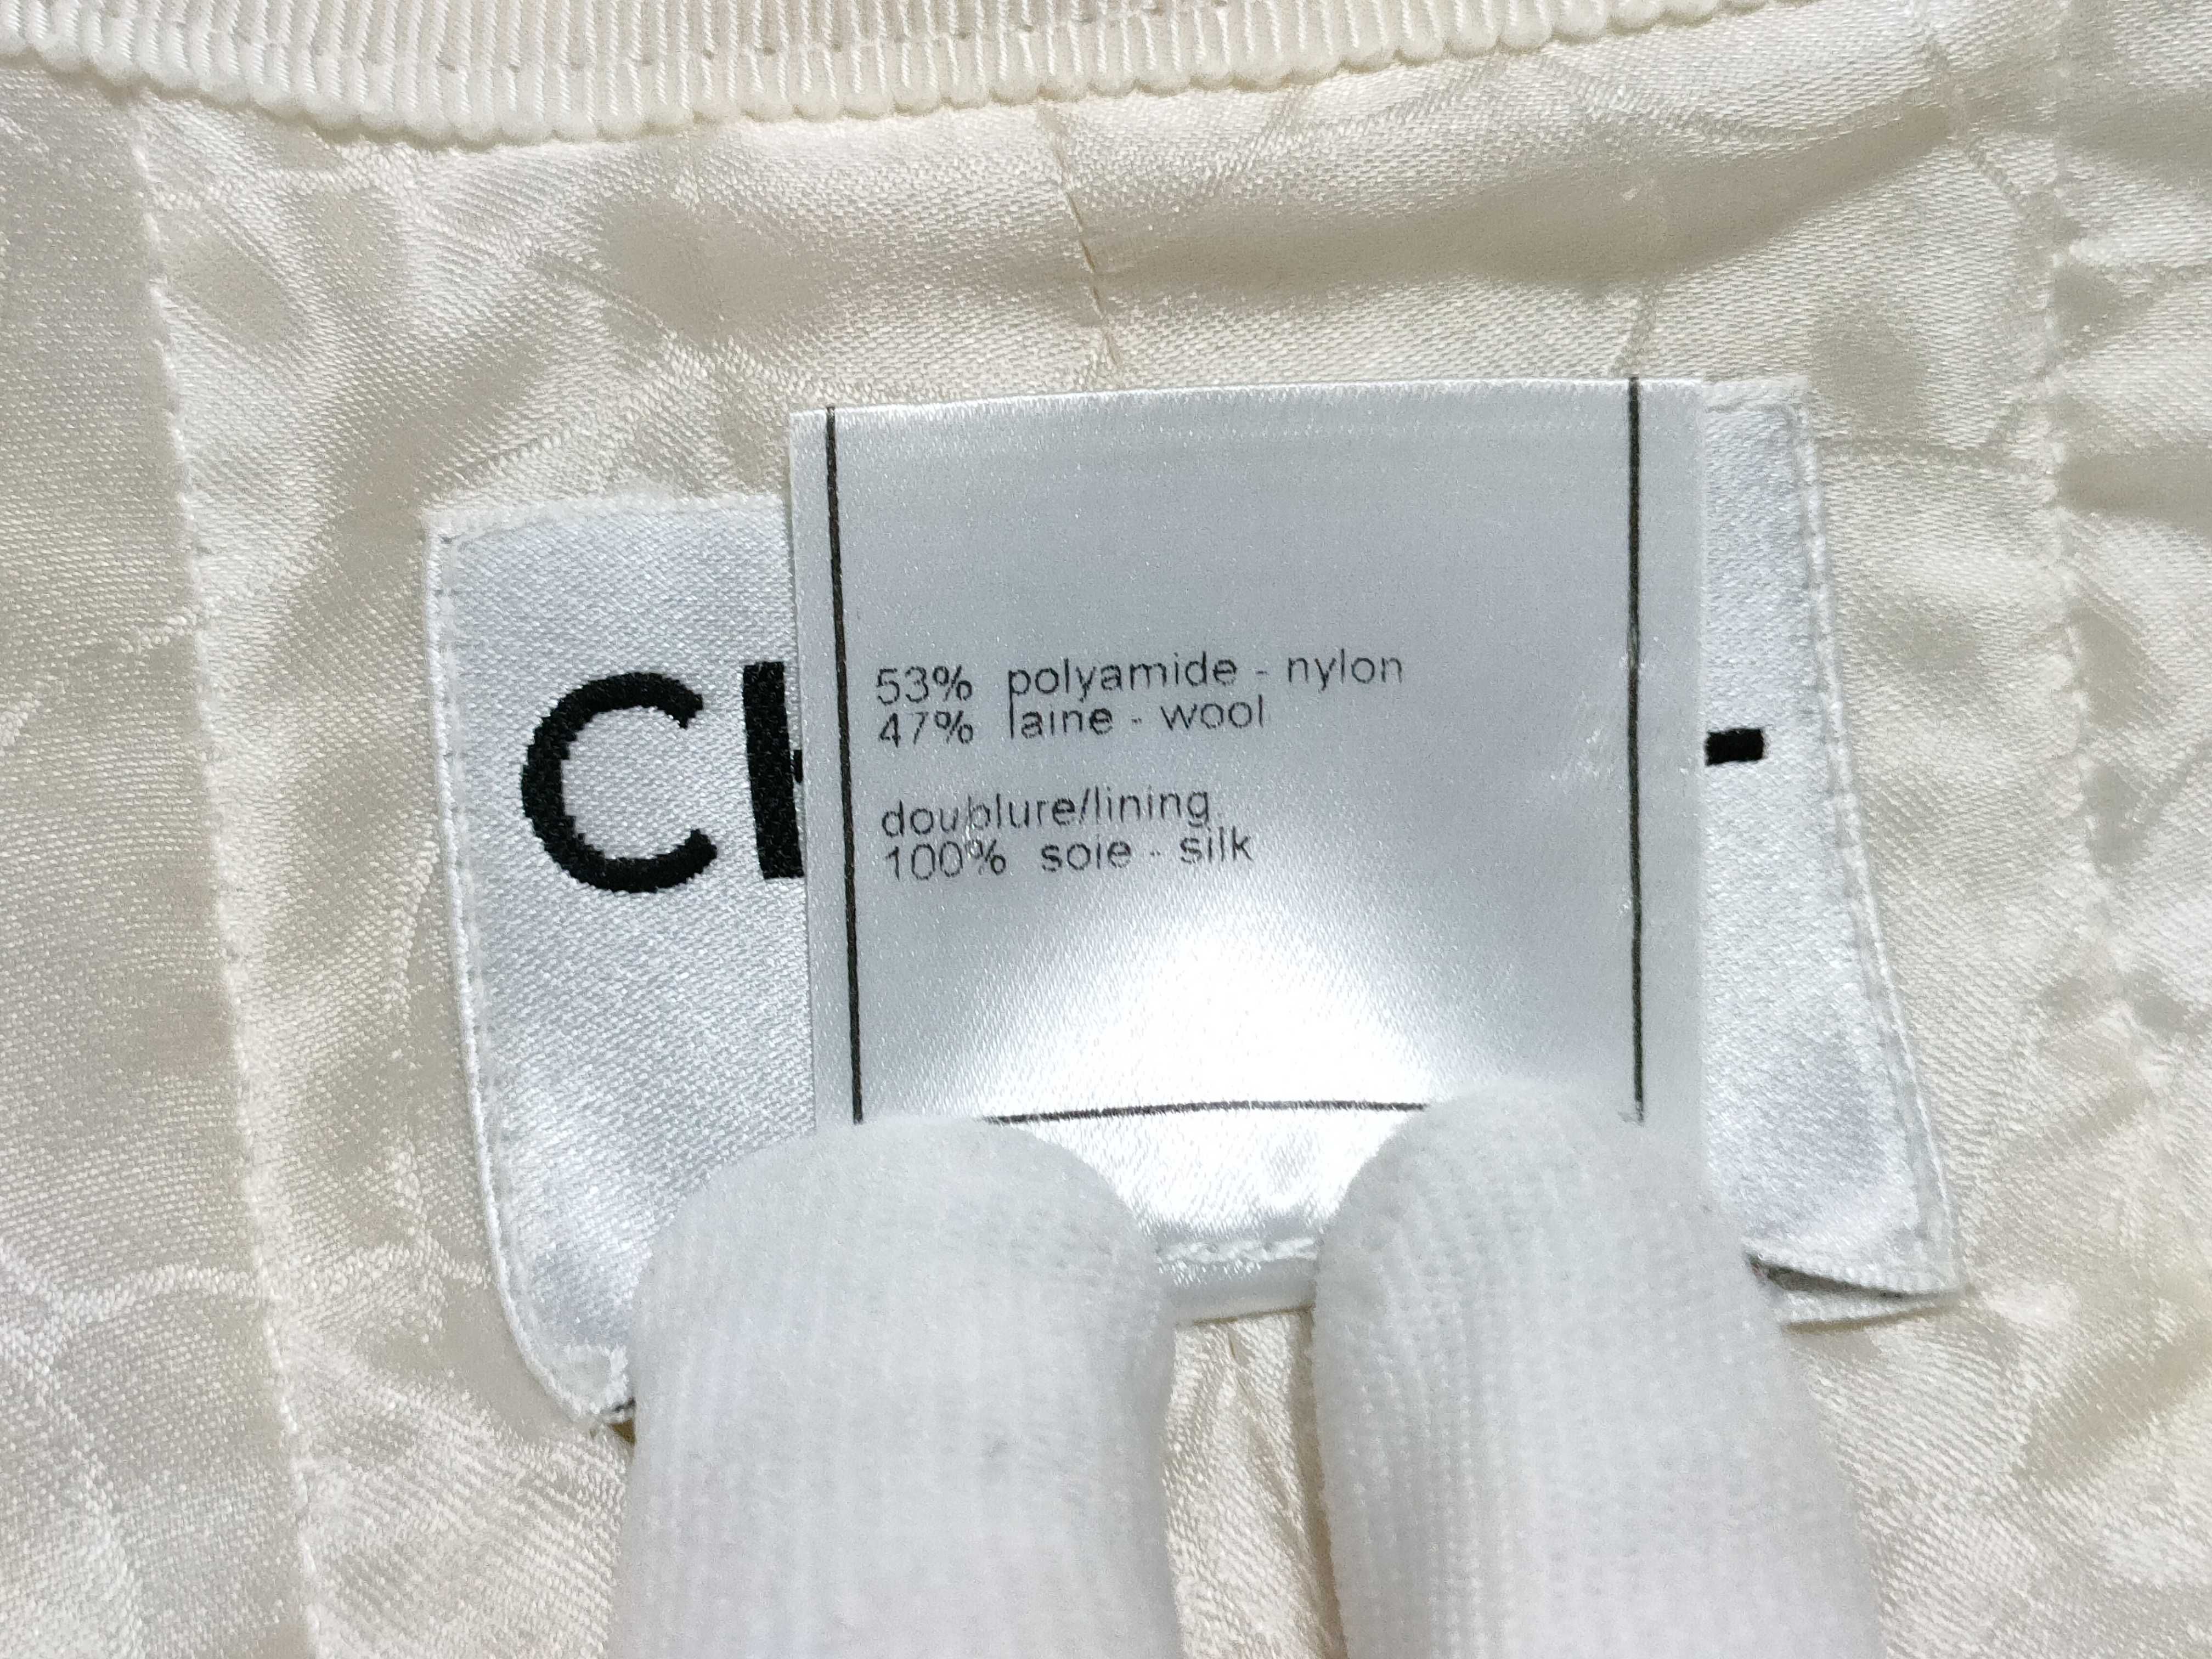 53% polyamide - nylon
47% laine - wool
doublure/lining
100% soie - silk